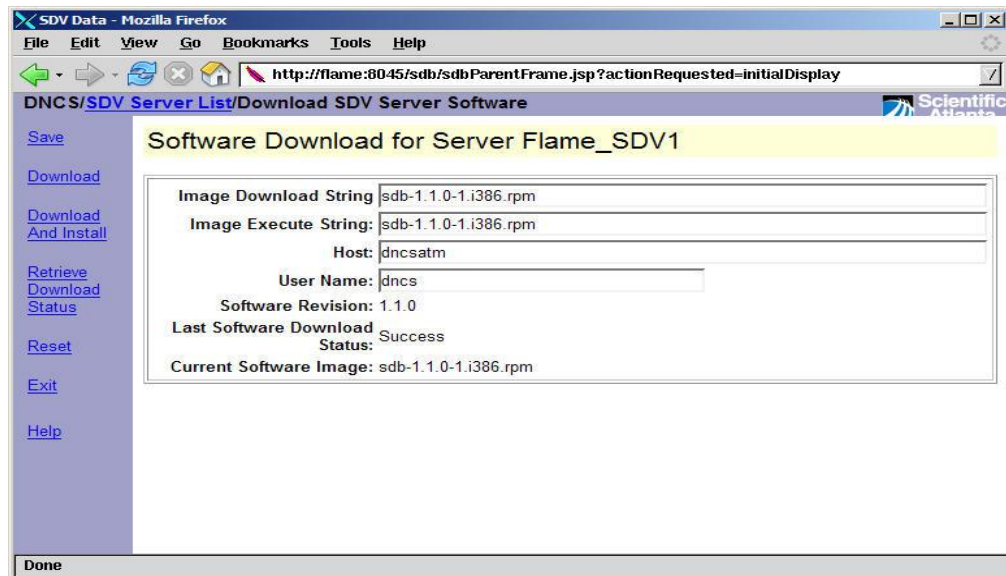 SDV Data - Mozilla Firefox
File Edit View Go Bookmarks Tools Help
http://flame:8045/sdb/sdbParentFrame.jsp?actionRequested=initialDisplay
DNCS/SDV Server List/Download SDV Server Software
Scientific
Atlanta
Save
Download
Download
And Install
Retrieve
Download
Status
Reset
Exit
Help
Software Download for Server Flame_SDV1
Image Download String sdb-1.1.0-1.i386.rpm
Image Execute String: sdb-1.1.0-1.i386.rpm
Host: dncsatm
User Name: dncs
Software Revision: 1.1.0
Last Software Download
Status: Success
Current Software Image: sdb-1.1.0-1.i386.rpm
Done